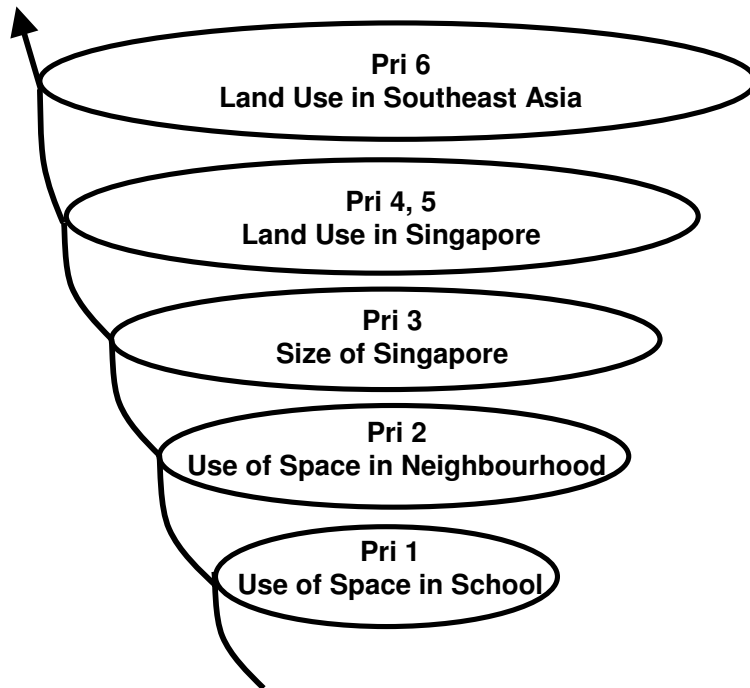 Pri 6
Land Use in Southeast Asia
Pri 4, 5
Land Use in Singapore
Pri 3
Size of Singapore
Pri 2
Use of Space in Neighbourhood
Pri 1
Use of Space in School